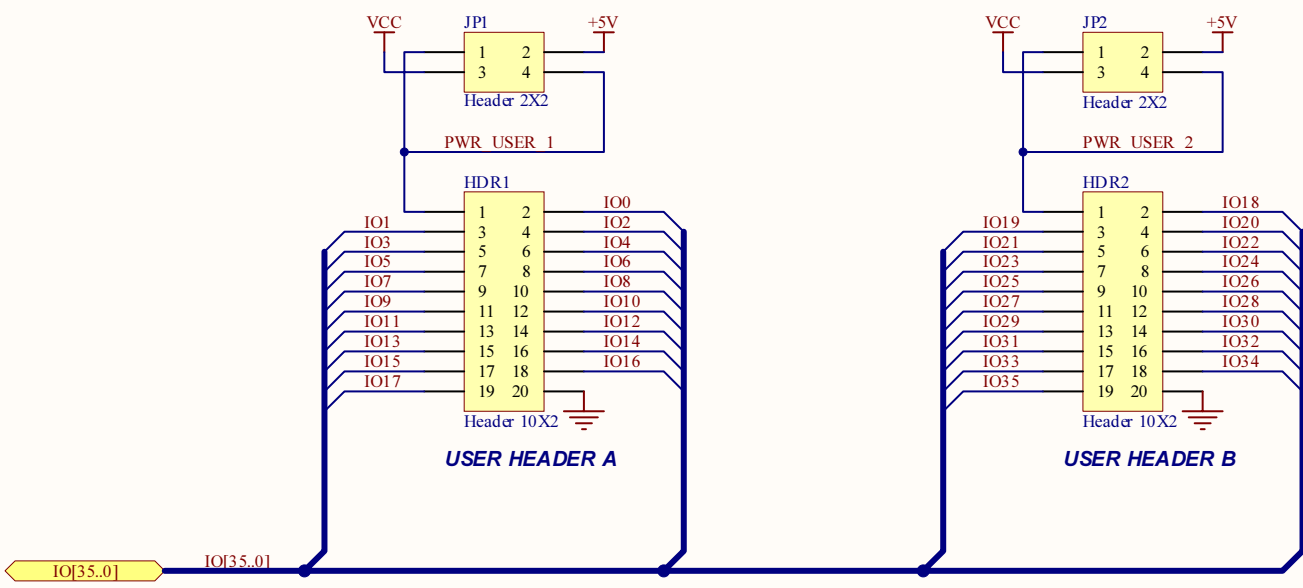 VCC JP1 +5V VCC JP2 +5V
1 2 1 2
3 4 3 4
Header 2X2 Header 2X2
PWR_USER_1 PWR_USER_2
HDR1 HDR2
1 2 IO0 1 2 IO18
IO1 3 4 IO2 IO19 3 4 IO20
IO3 5 6 IO4 IO21 5 6 IO22
IO5 7 8 IO6 IO23 7 8 IO24
IO7 9 10 IO8 IO25 9 10 IO26
IO9 11 12 IO10 IO27 11 12 IO28
IO11 13 14 IO12 IO29 13 14 IO30
IO13 15 16 IO14 IO31 15 16 IO32
IO15 17 18 IO16 IO33 17 18 IO34
IO17 19 20 IO35 19 20
Header 10X2 Header 10X2
USER HEADER A USER HEADER B
IO[35..0] IO[35..0]